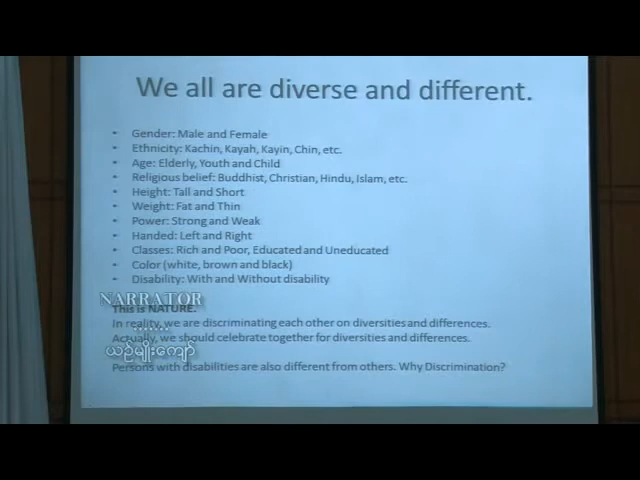 We all are diverse and different.
• Gender: Male and Female
• Ethnicity: Kachin, Kayah, Kayin, Chin, etc.
• Age: Elderly, Youth and Child
• Religious belief: Buddhist, Christian, Hindu, Islam, etc.
• Height: Tall and Short
• Weight: Fat and Thin
• Power: Strong and Weak
• Handed: Left and Right
• Classes: Rich and Poor, Educated and Uneducated
• Color (white, brown and black)
• Disability: With and Without disability
NARRATOR
This is NATURE.
In reality, we are discriminating each other on diversities and differences.
......
Actually, we should celebrate together for diversities and differences.
ယဉ်မျိုးကျော်
Persons with disabilities are also different from others. Why Discrimination?